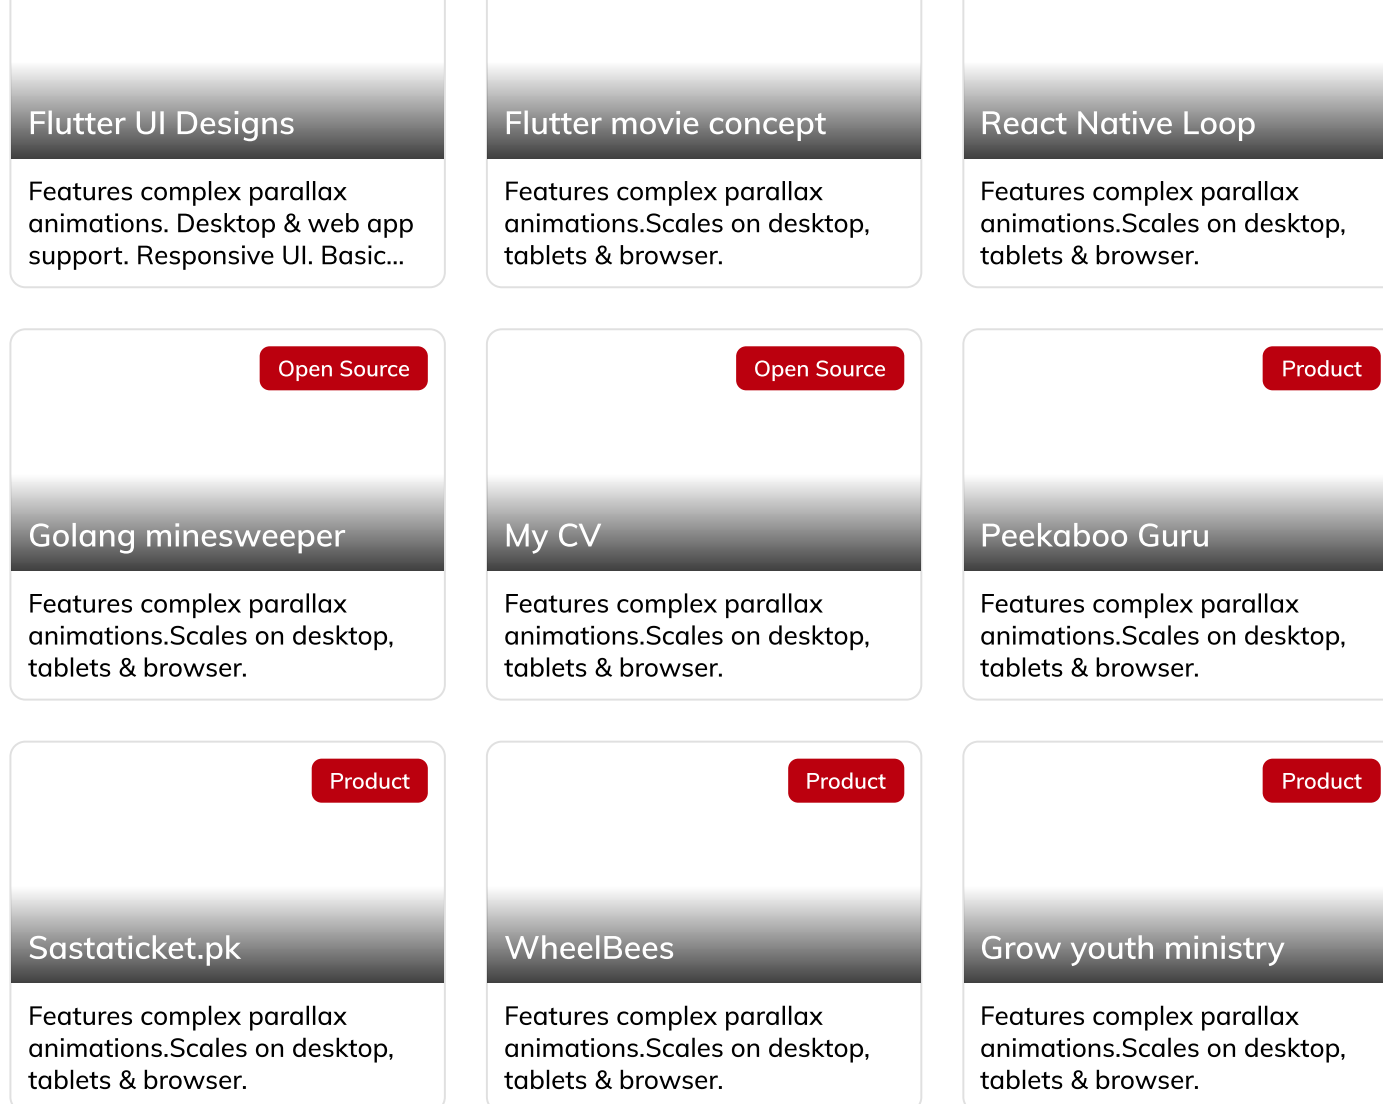 Flutter UI Designs
Features complex parallax
animations. Desktop & web app
support. Responsive UI. Basic...
Flutter movie concept
Features complex parallax
animations.Scales on desktop,
tablets & browser.
React Native Loop
Features complex parallax
animations.Scales on desktop,
tablets & browser.
Open Source
Golang minesweeper
Features complex parallax
animations.Scales on desktop,
tablets & browser.
Open Source
My CV
Features complex parallax
animations.Scales on desktop,
tablets & browser.
Product
Peekaboo Guru
Features complex parallax
animations.Scales on desktop,
tablets & browser.
Product
Sastaticket.pk
Features complex parallax
animations.Scales on desktop,
tablets & browser.
Product
WheelBees
Features complex parallax
animations.Scales on desktop,
tablets & browser.
Product
Grow youth ministry
Features complex parallax
animations.Scales on desktop,
tablets & browser.